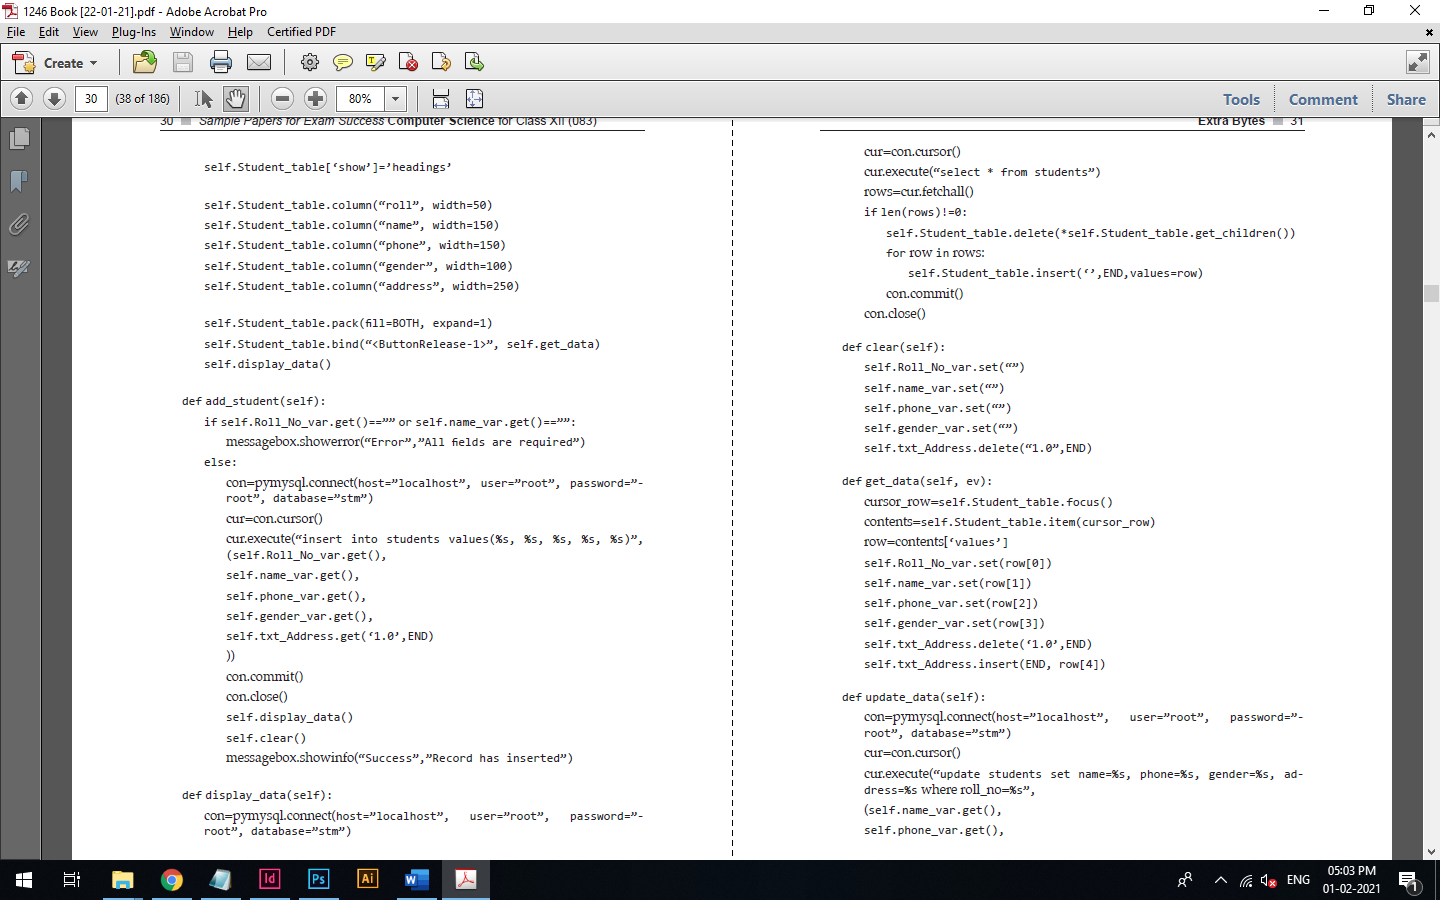 1246 Book [22-01-21].pdf - Adobe Acrobat Pro
File Edit View Plug-Ins Window Help Certified PDF
Create
30 (38 of 186) 80% Tools Comment Share
30 Sample Papers for Exam Success Computer Science for Class XII (083)
self.Student_table[‘show’]=’headings’
self.Student_table.column(“roll”, width=50)
self.Student_table.column(“name”, width=150)
self.Student_table.column(“phone”, width=150)
self.Student_table.column(“gender”, width=100)
self.Student_table.column(“address”, width=250)
self.Student_table.pack(fill=BOTH, expand=1)
self.Student_table.bind(“<ButtonRelease-1>”, self.get_data)
self.display_data()
def add_student(self):
if self.Roll_No_var.get()==”” or self.name_var.get()==””:
messagebox.showerror(“Error”,”All fields are required”)
else:
con=pymysql.connect(host=”localhost”, user=”root”, password=”-
root”, database=”stm”)
cur=con.cursor()
cur.execute(“insert into students values(%s, %s, %s, %s, %s)”,
(self.Roll_No_var.get(),
self.name_var.get(),
self.phone_var.get(),
self.gender_var.get(),
self.txt_Address.get(‘1.0’,END)
))
con.commit()
con.close()
self.display_data()
self.clear()
messagebox.showinfo(“Success”,”Record has inserted”)
def display_data(self):
con=pymysql.connect(host=”localhost”, user=”root”, password=”-
root”, database=”stm”)
Extra Bytes 31
cur=con.cursor()
cur.execute(“select * from students”)
rows=cur.fetchall()
if len(rows)!=0:
self.Student_table.delete(*self.Student_table.get_children())
for row in rows:
self.Student_table.insert(‘’,END,values=row)
con.commit()
con.close()
def clear(self):
self.Roll_No_var.set(“”)
self.name_var.set(“”)
self.phone_var.set(“”)
self.gender_var.set(“”)
self.txt_Address.delete(“1.0”,END)
def get_data(self, ev):
cursor_row=self.Student_table.focus()
contents=self.Student_table.item(cursor_row)
row=contents[‘values’]
self.Roll_No_var.set(row[0])
self.name_var.set(row[1])
self.phone_var.set(row[2])
self.gender_var.set(row[3])
self.txt_Address.delete(‘1.0’,END)
self.txt_Address.insert(END, row[4])
def update_data(self):
con=pymysql.connect(host=”localhost”, user=”root”, password=”-
root”, database=”stm”)
cur=con.cursor()
cur.execute(“update students set name=%s, phone=%s, gender=%s, ad-
dress=%s where roll_no=%s”,
(self.name_var.get(),
self.phone_var.get(),
Id Ps Ai ENG 05:03 PM
01-02-2021 1